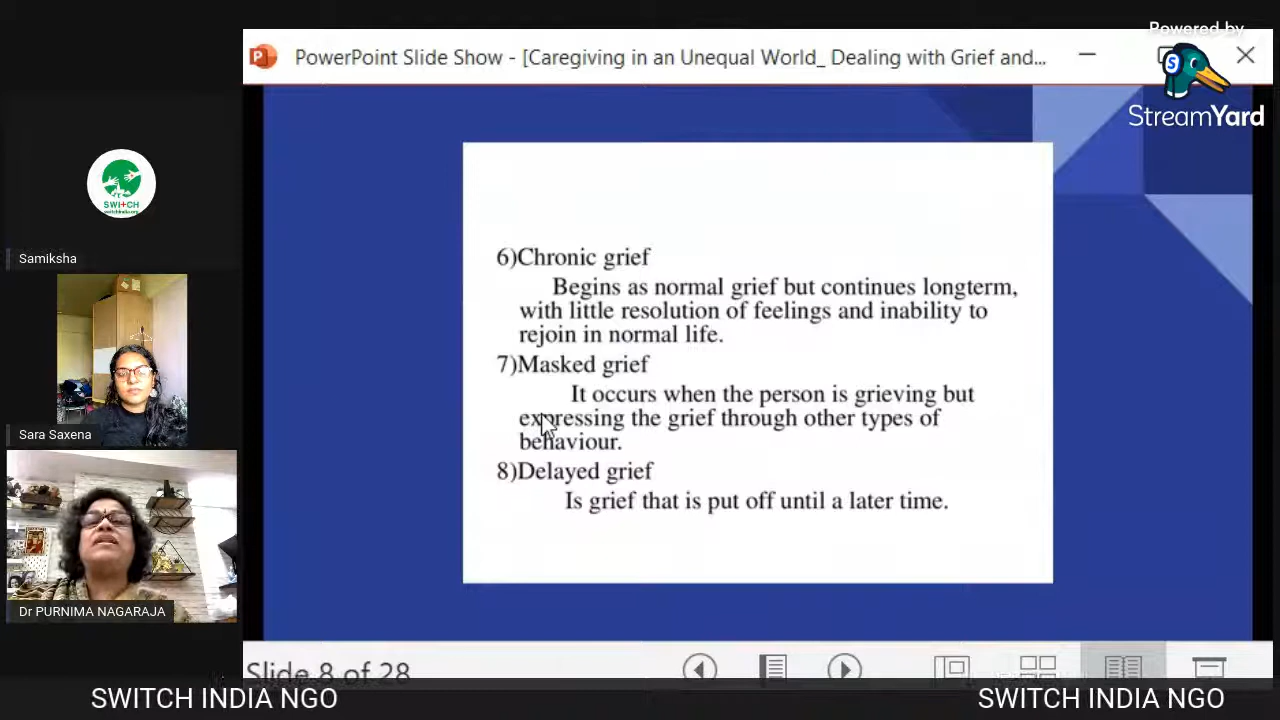 Powered by
StreamYard
PowerPoint Slide Show - [Caregiving in an Unequal World_ Dealing with Grief and...
SWiTCH
switchindia.org
Samiksha
Sara Saxena
Dr PURNIMA NAGARAJA
6)Chronic grief
Begins as normal grief but continues longterm,
with little resolution of feelings and inability to
rejoin in normal life.
7)Masked grief
It occurs when the person is grieving but
expressing the grief through other types of
behaviour.
8)Delayed grief
Is grief that is put off until a later time.
Slide 8 of 28
SWITCH INDIA NGO
SWITCH INDIA NGO